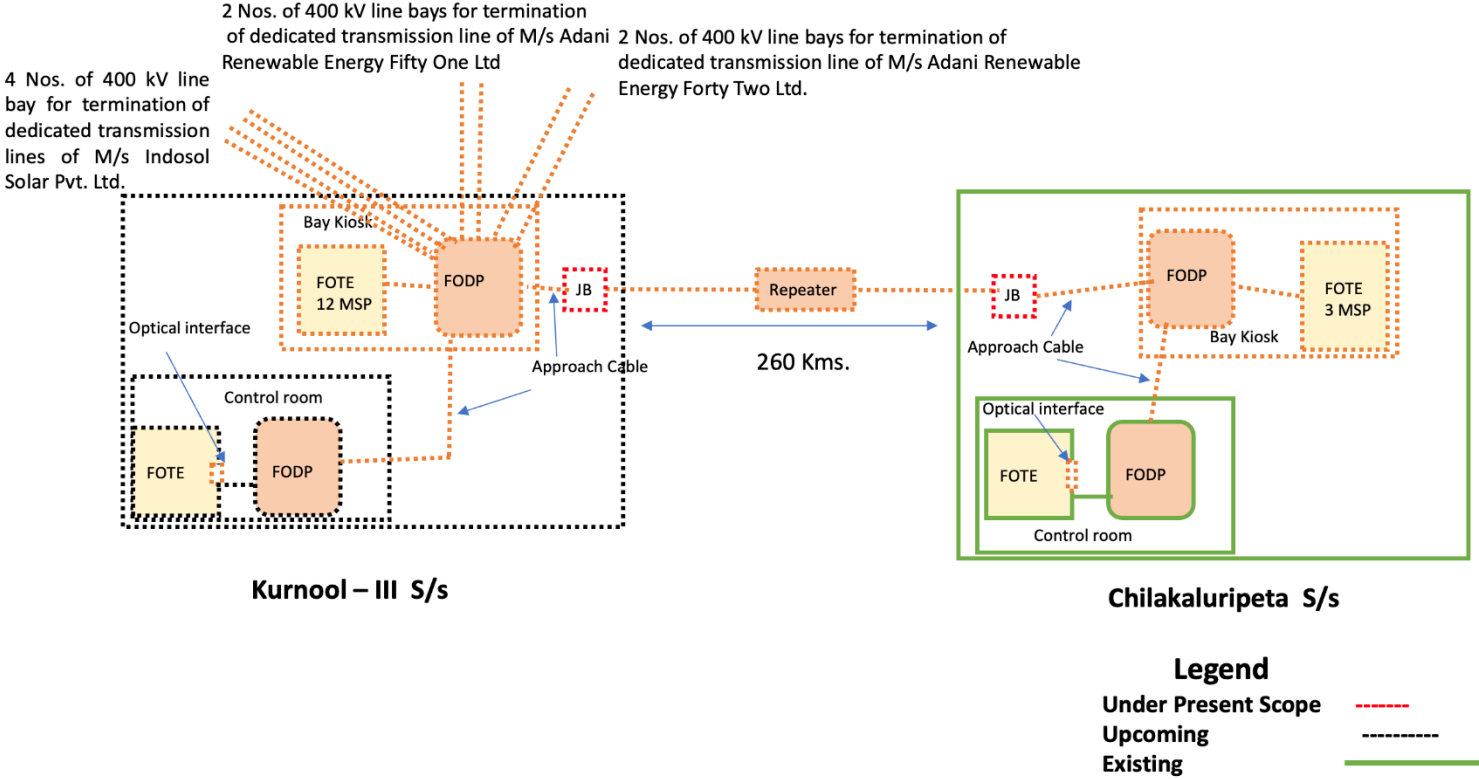 2 Nos. of 400 kV line bays for termination
of dedicated transmission line of M/s Adani
Renewable Energy Fifty One Ltd
2 Nos. of 400 kV line bays for termination of
dedicated transmission line of M/s Adani Renewable
Energy Forty Two Ltd.
4 Nos. of 400 kV line
bay for termination of
dedicated transmission
lines of M/s Indosol
Solar Pvt. Ltd.
Bay Kiosk
FOTE
12 MSP
FODP
JB
Optical interface
Approach Cable
Control room
FOTE
FODP
Kurnool – III S/s
Repeater
260 Kms.
JB
FODP
FOTE
3 MSP
Bay Kiosk
Approach Cable
Optical interface
FOTE
FODP
Control room
Chilakaluripeta S/s
Legend
Under Present Scope
Upcoming
Existing